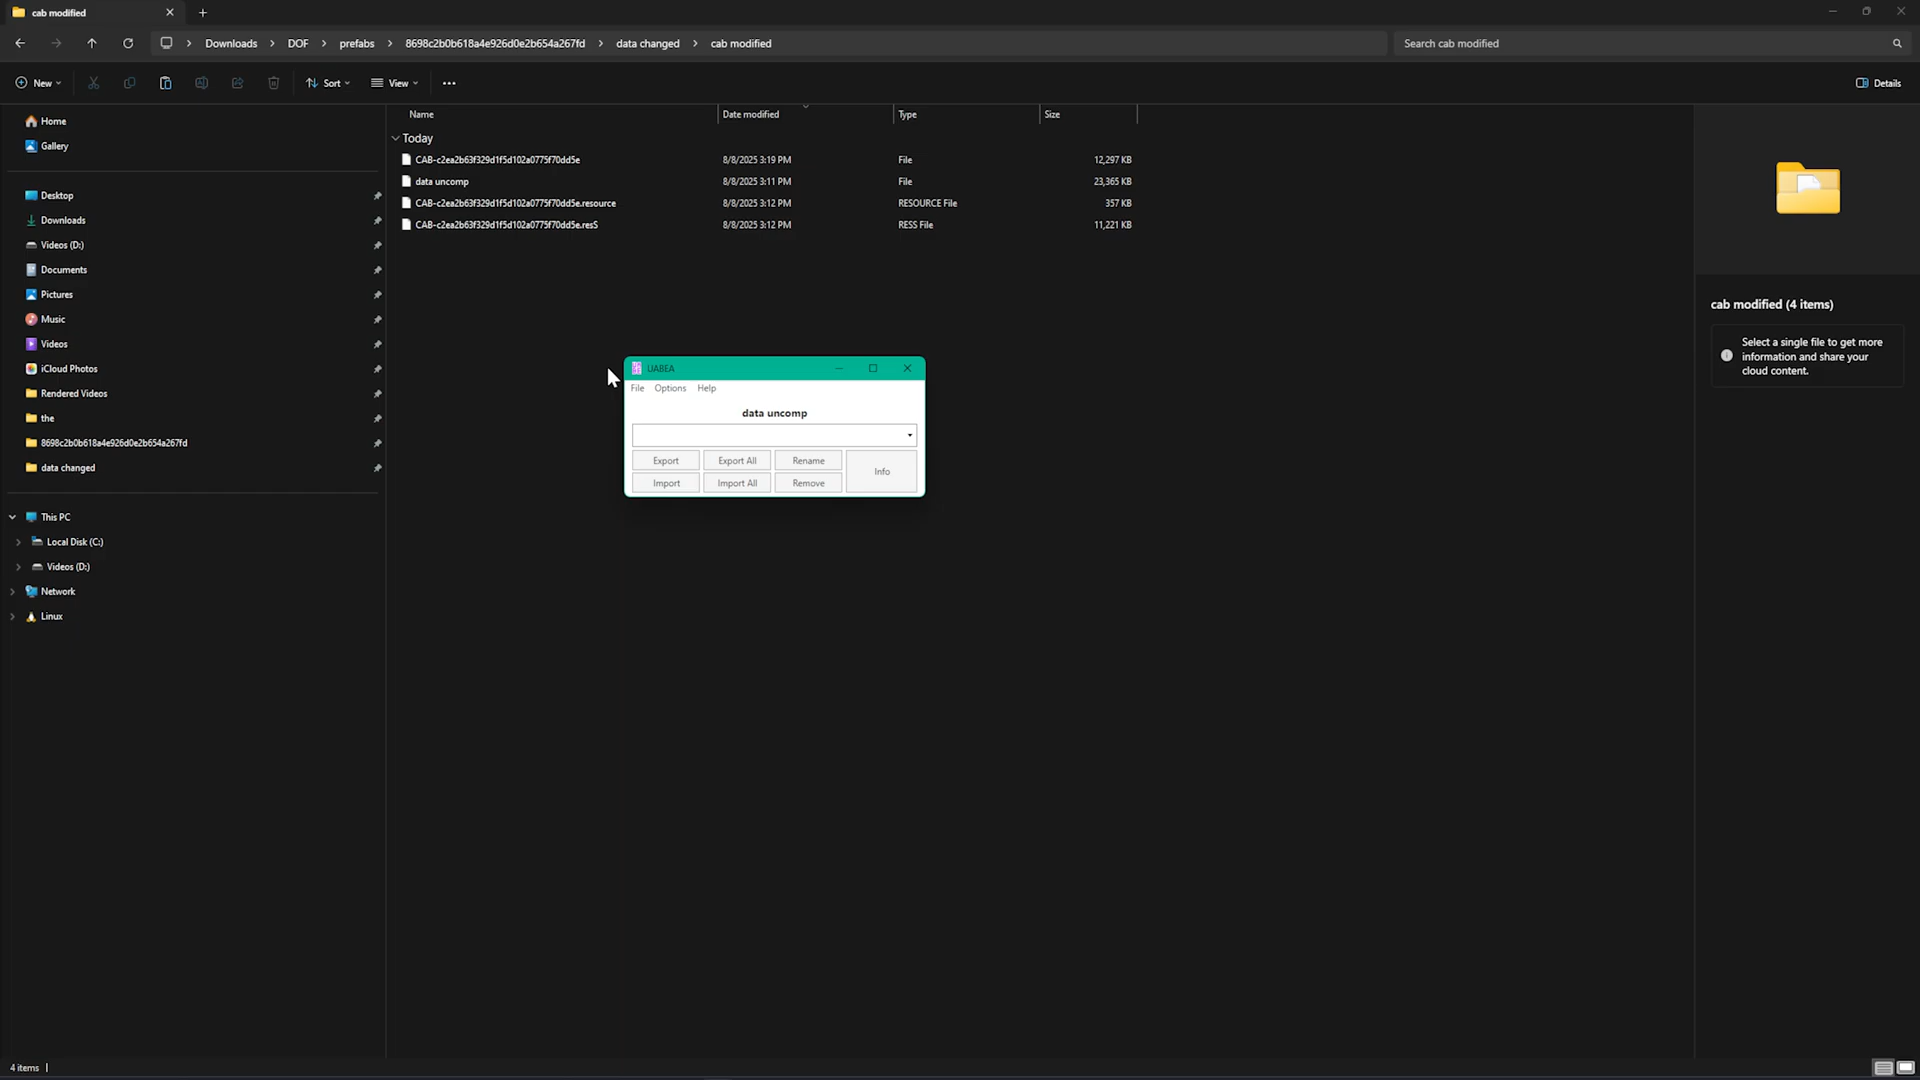 cab modified
Downloads > DOF > prefabs > 8698c2b0b618a4e926d0e2b654a267fd > data changed > cab modified
Search cab modified
New
Sort
View
Details
Home
Gallery
Desktop
Downloads
Videos (D:)
Documents
Pictures
Music
Videos
iCloud Photos
Rendered Videos
the
8698c2b0b618a4e926d0e2b654a267fd
data changed
This PC
Local Disk (C:)
Videos (D:)
Network
Linux
Name Date modified Type Size
Today
CAB-c2ea2b63f329d1f5d102a0775f70dd5e 8/8/2025 3:19 PM File 12,297 KB
data uncomp 8/8/2025 3:11 PM File 23,365 KB
CAB-c2ea2b63f329d1f5d102a0775f70dd5e.resource 8/8/2025 3:12 PM RESOURCE File 357 KB
CAB-c2ea2b63f329d1f5d102a0775f70dd5e.resS 8/8/2025 3:12 PM RESS File 11,221 KB
UABEA
File Options Help
data uncomp
Export Export All Rename Info
Import Import All Remove
cab modified (4 items)
Select a single file to get more
information and share your
cloud content.
4 items